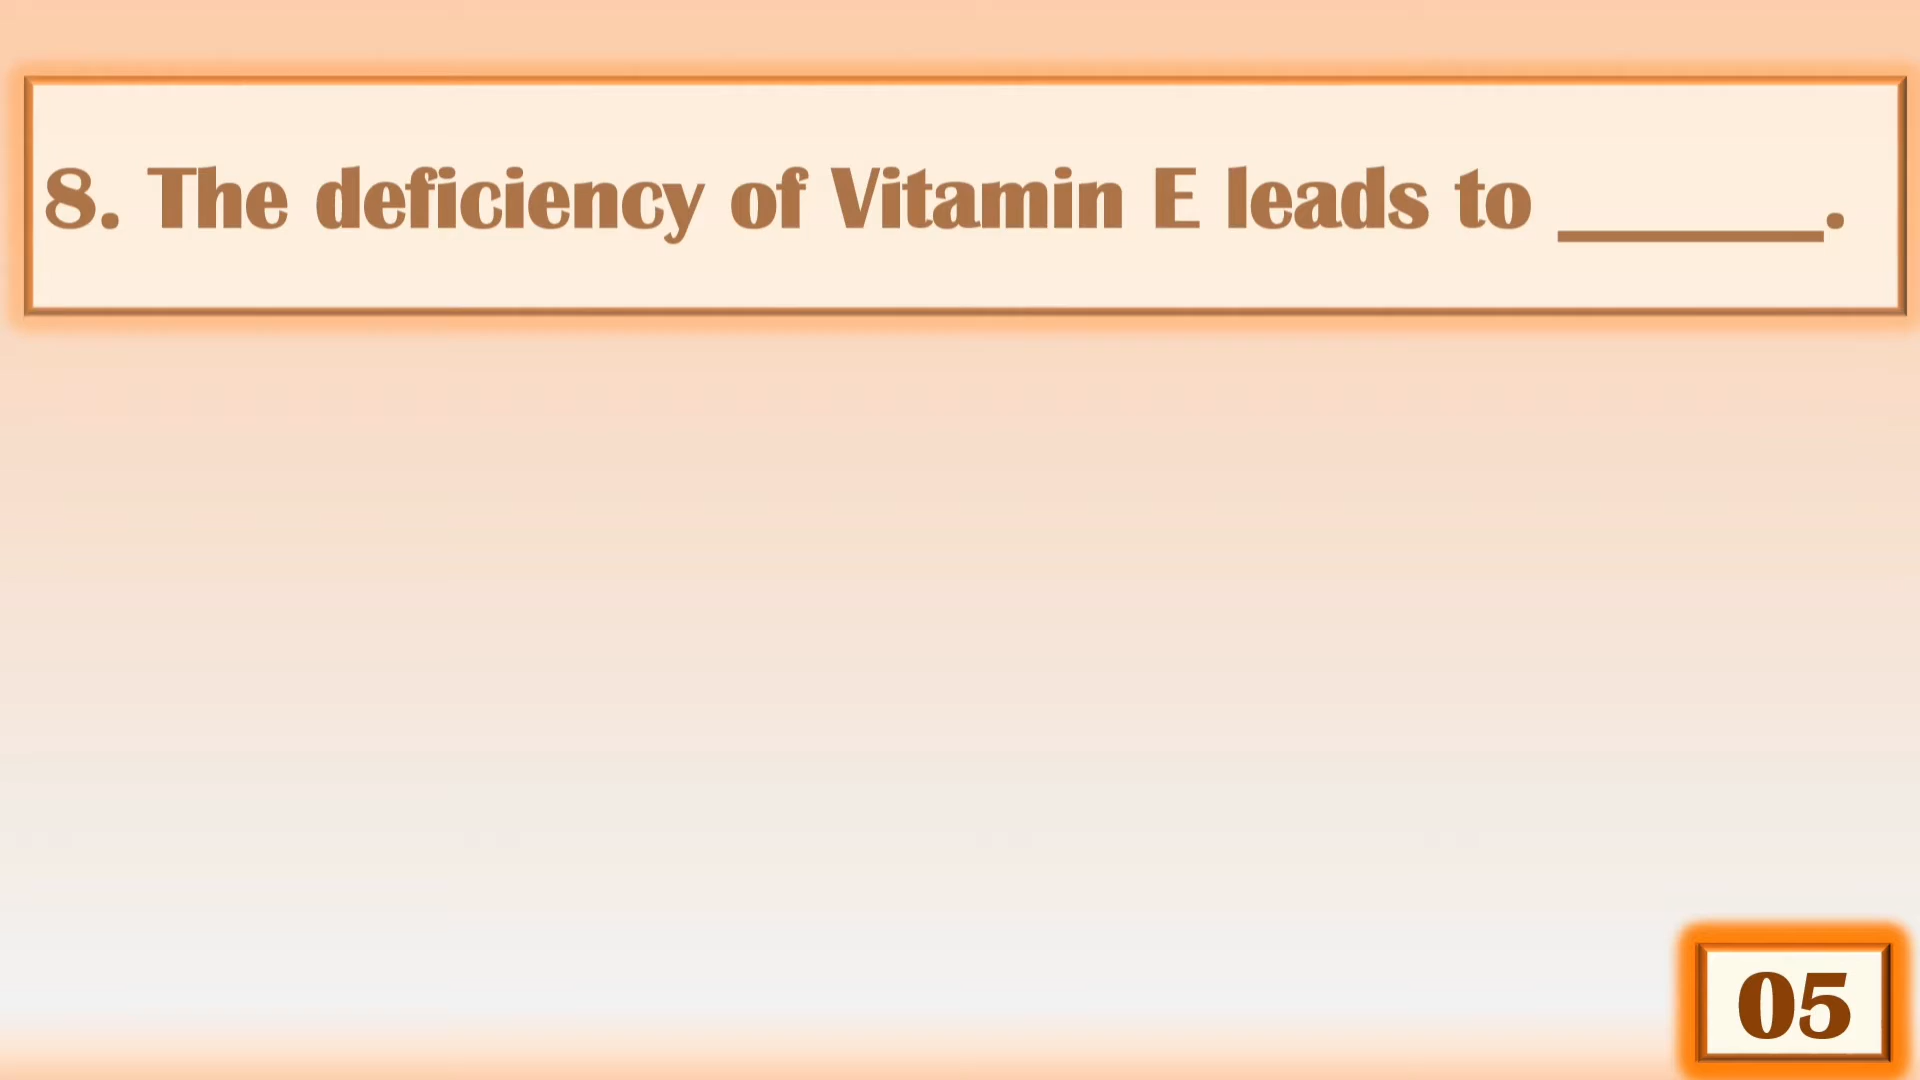 8. The deficiency of Vitamin E leads to ______.
05